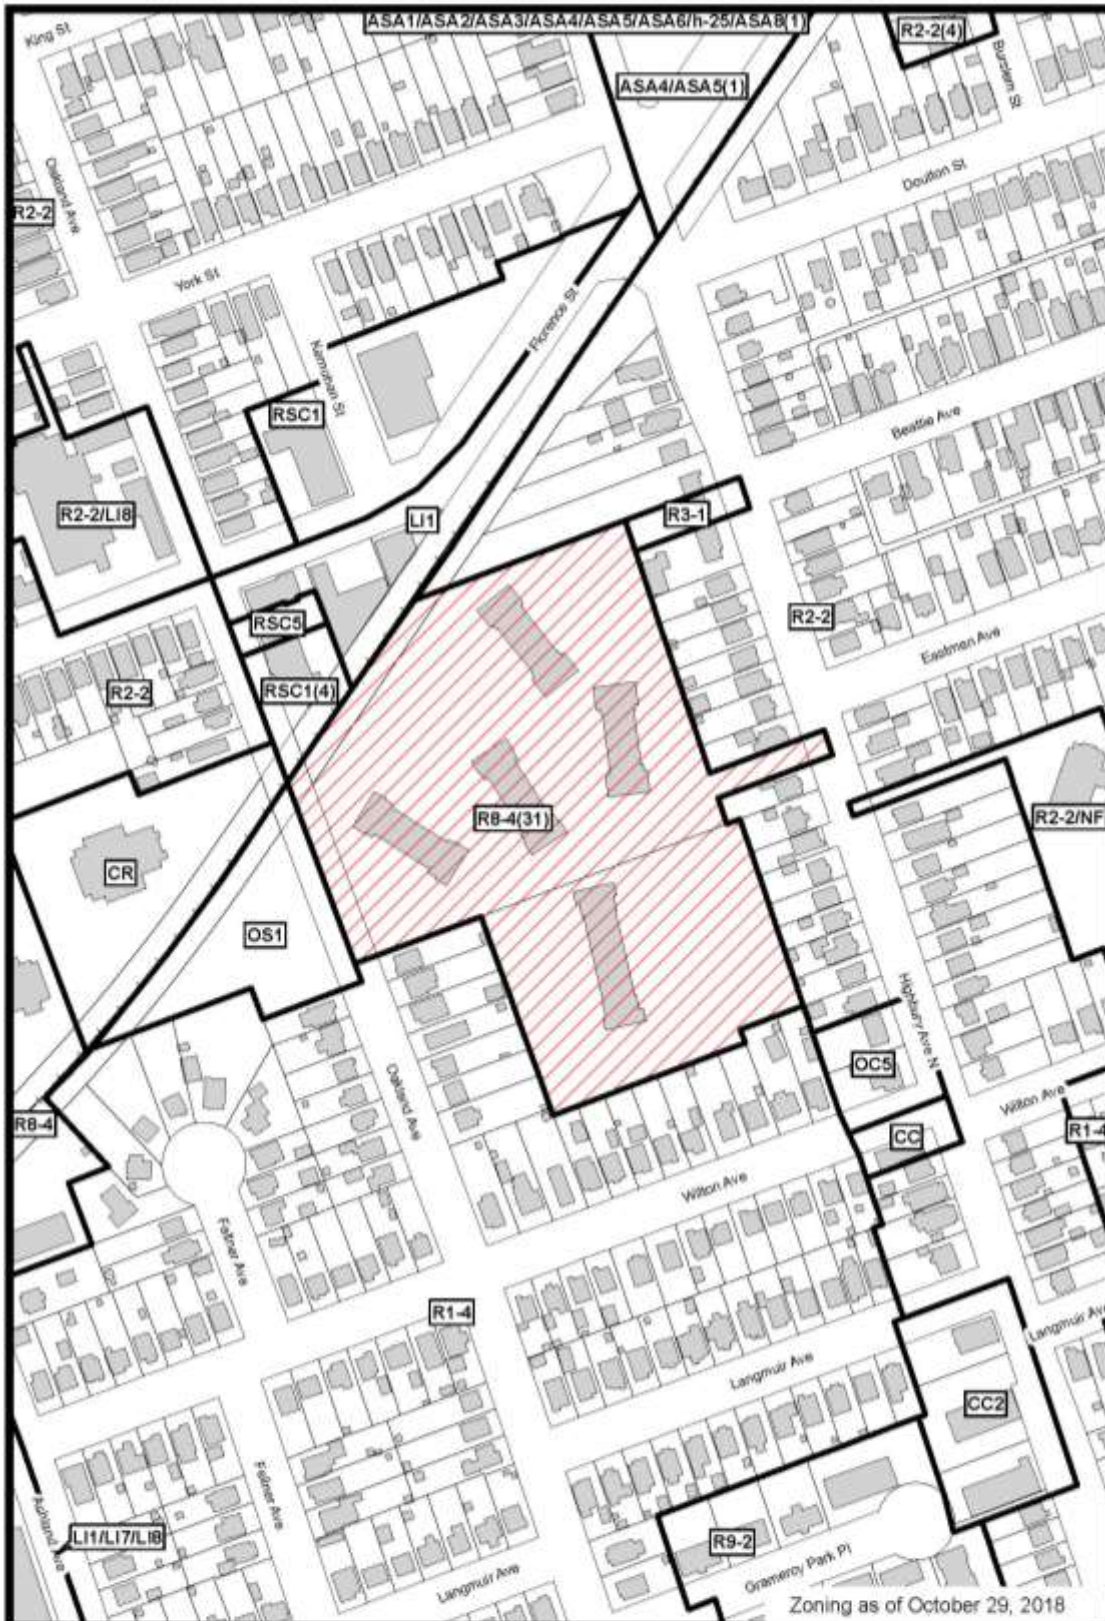 ASA1/ASA2/ASA3/ASA4/ASA5/ASA6/h-25/ASA8(1)
R2-2(4)
King St
Burslem St
ASA4/ASA5(1)
Doulton St
Oakland Ave
R2-2
York St
Florence St
Kernohan St
RSC1
Beattie Ave
R2-2/LI8
LI1
R3-1
RSC5
R2-2
Eastman Ave
R2-2
RSC1(4)
R8-4(31)
R2-2/NF
CR
OS1
Highbury Ave N
OC5
Oakland Ave
Wilton Ave
R8-4
CC
R1-4
Wilton Ave
Fellner Ave
R1-4
Langmuir Ave
Langmuir Ave
CC2
Fellner Ave
Ashland Ave
LI1/LI7/LI8
R9-2
Gramercy Park Pl
Langmuir Ave
Zoning as of October 29, 2018